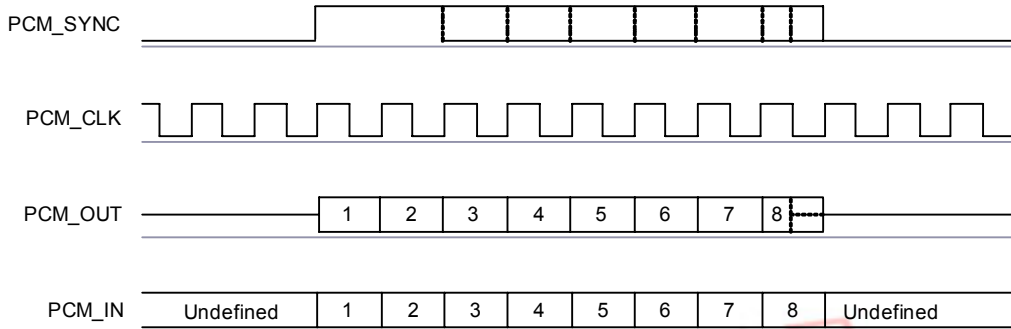 PCM_SYNC
PCM_CLK
PCM_OUT 1 2 3 4 5 6 7 8
PCM_IN Undefined 1 2 3 4 5 6 7 8 Undefined